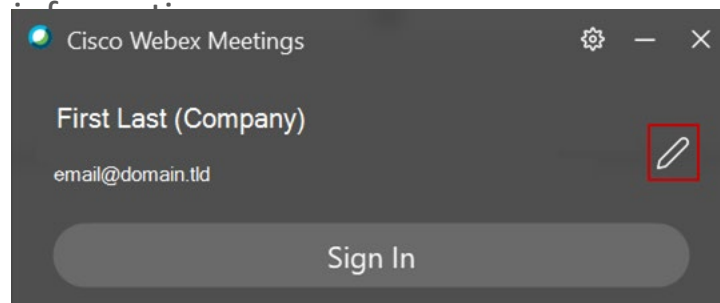 Cisco Webex Meetings
First Last (Company)
email@domain.tld
Sign In